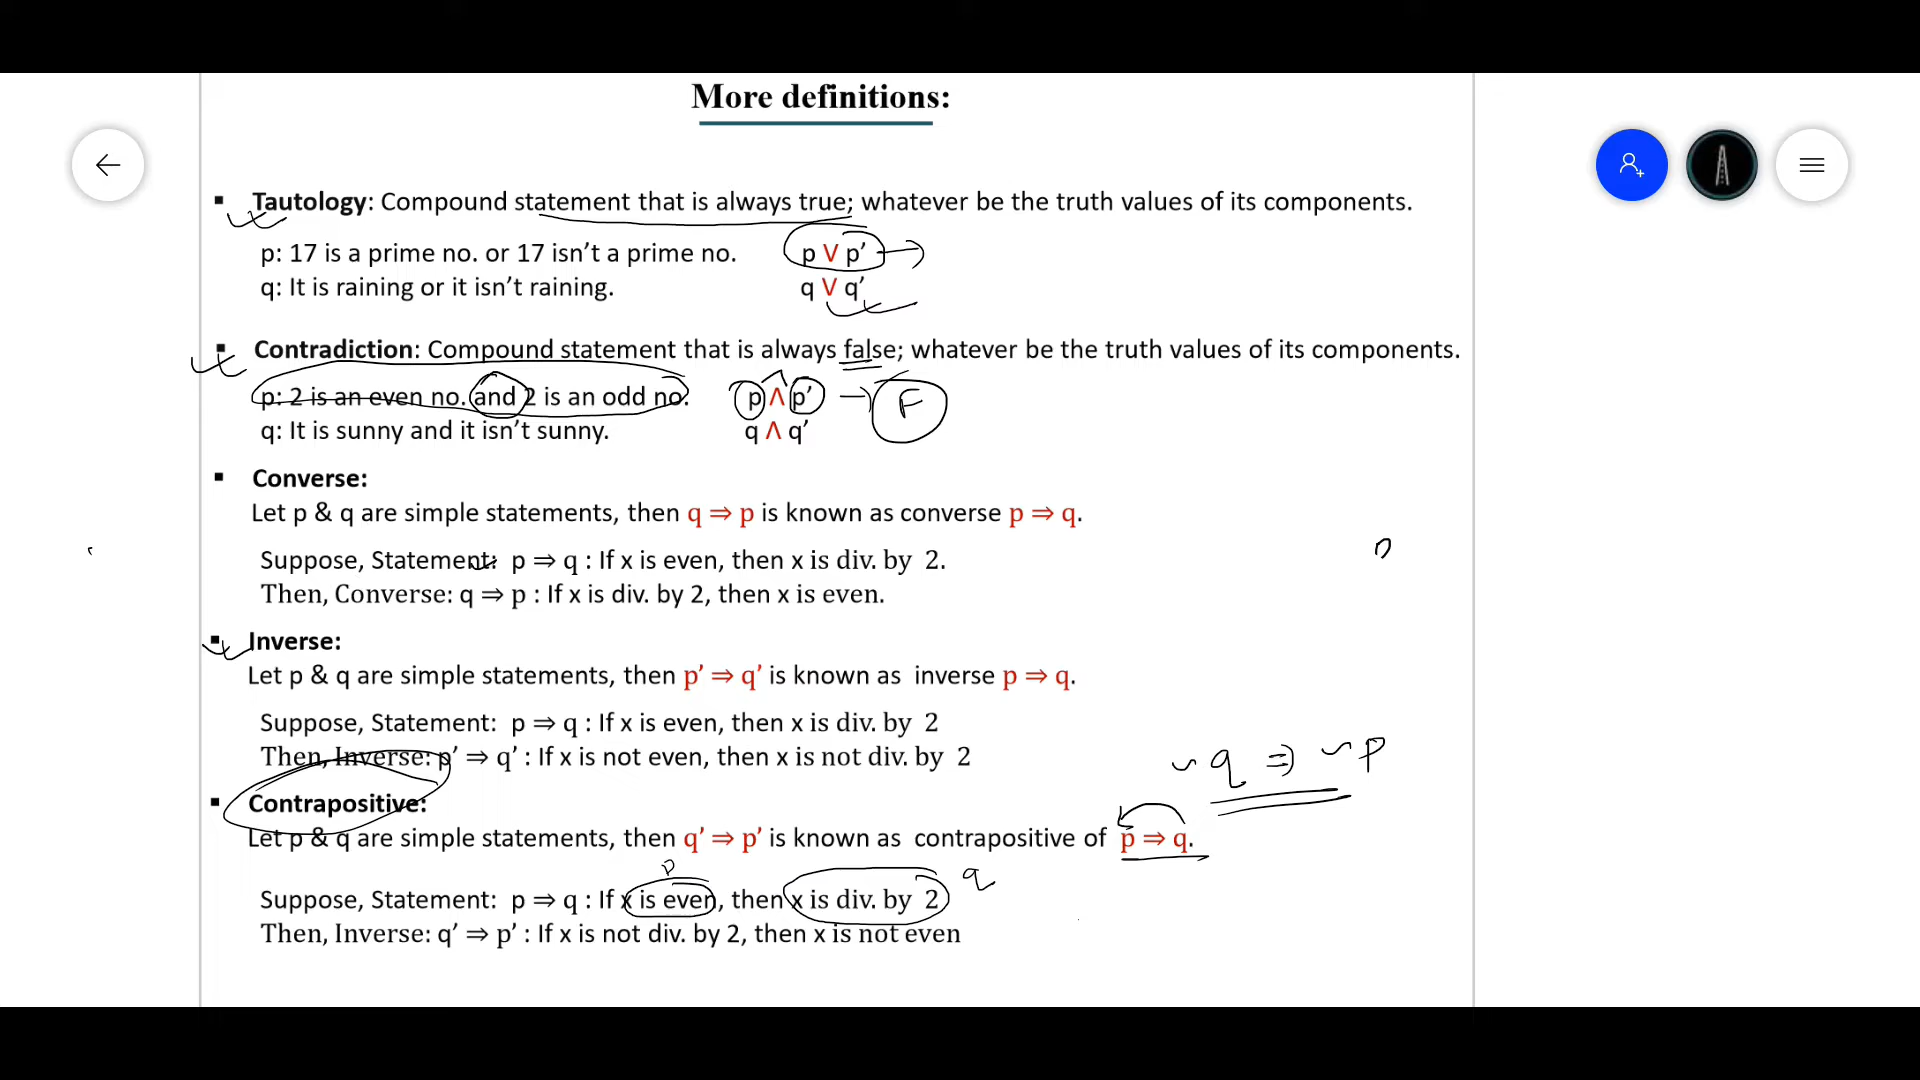 More definitions:
▪ Tautology: Compound statement that is always true; whatever be the truth values of its components.
p: 17 is a prime no. or 17 isn’t a prime no. p V p’ →
q: It is raining or it isn’t raining. q V q’
▪ Contradiction: Compound statement that is always false; whatever be the truth values of its components.
p: 2 is an even no. and 2 is an odd no. p Λ p’ → F
q: It is sunny and it isn’t sunny. q Λ q’
▪ Converse:
Let p & q are simple statements, then q ⇒ p is known as converse p ⇒ q.
Suppose, Statement: p ⇒ q : If x is even, then x is div. by 2.
Then, Converse: q ⇒ p : If x is div. by 2, then x is even.
▪ Inverse:
Let p & q are simple statements, then p’ ⇒ q’ is known as inverse p ⇒ q.
Suppose, Statement: p ⇒ q : If x is even, then x is div. by 2
Then, Inverse: p’ ⇒ q’ : If x is not even, then x is not div. by 2
~q ⇒ ~p
▪ Contrapositive:
Let p & q are simple statements, then q’ ⇒ p’ is known as contrapositive of p ⇒ q.
p q
Suppose, Statement: p ⇒ q : If x is even, then x is div. by 2
Then, Inverse: q’ ⇒ p’ : If x is not div. by 2, then x is not even